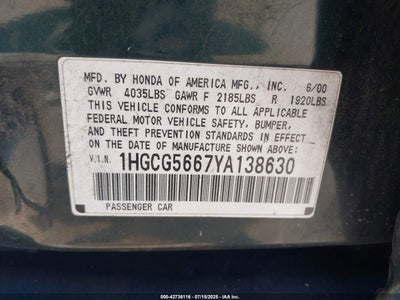 MFD. BY HONDA OF AMERICA MFG., INC. 6/00
GVWR 4035LBS GAWR F 2185LBS R 1920LBS
THIS VEHICLE CONFORMS TO ALL APPLICABLE
FEDERAL MOTOR VEHICLE SAFETY, BUMPER,
AND THEFT PREVENTION STANDARDS IN EFFECT
ON THE DATE OF MANUFACTURE SHOWN ABOVE:
V.I.N. 1HGCG5667YA138630
PASSENGER CAR
000-42736116 - 07/15/2025 - IAA Inc.